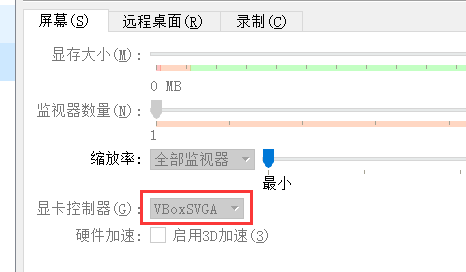 屏幕(S) 远程桌面(R) 录制(C)
显存大小(M):
0 MB
监视器数量(N):
1
缩放率: 全部监视器
最小
显卡控制器(G): VBoxSVGA
硬件加速: 启用3D加速(3)